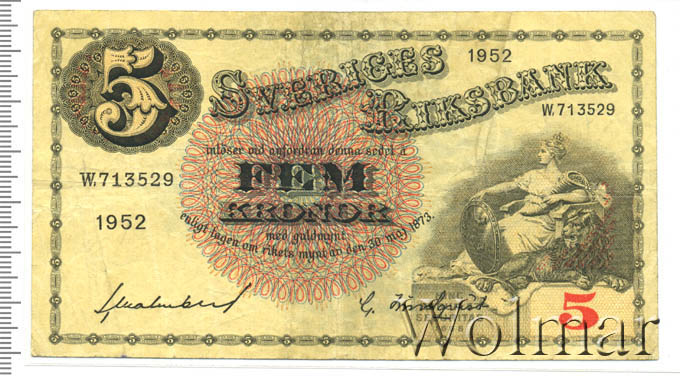 5
1952
SVERIGES
RIKSBANK
W.713529
inlöser vid anfordran denna sedel å
FEM
W.713529
KRONOR
1952
med guldmynt
enligt lagen om rikets mynt av den 30 maj 1873.
5
Wolmar